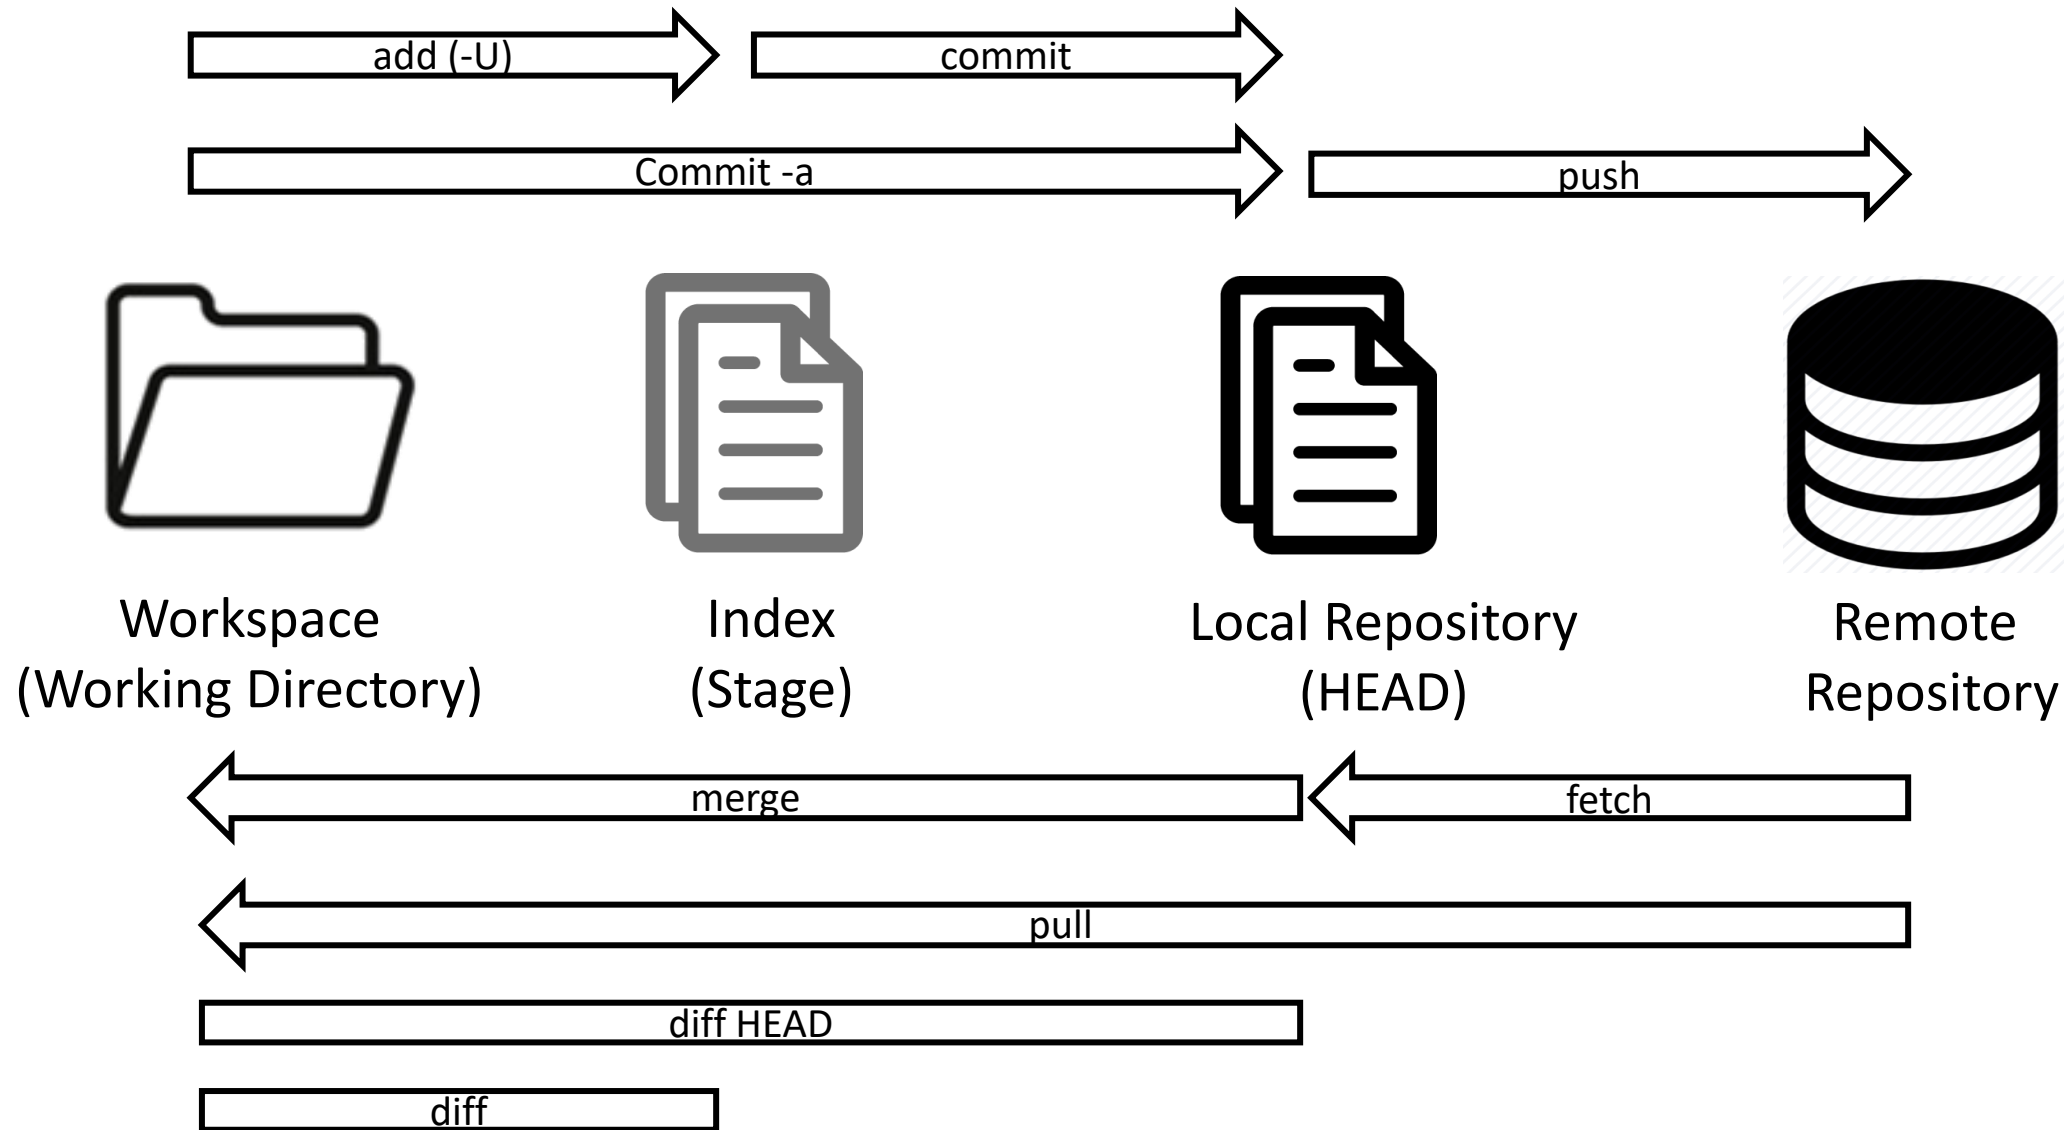 add (-U)
commit
Commit -a
push
Workspace
(Working Directory)
Index
(Stage)
Local Repository
(HEAD)
Remote
Repository
merge
fetch
pull
diff HEAD
diff